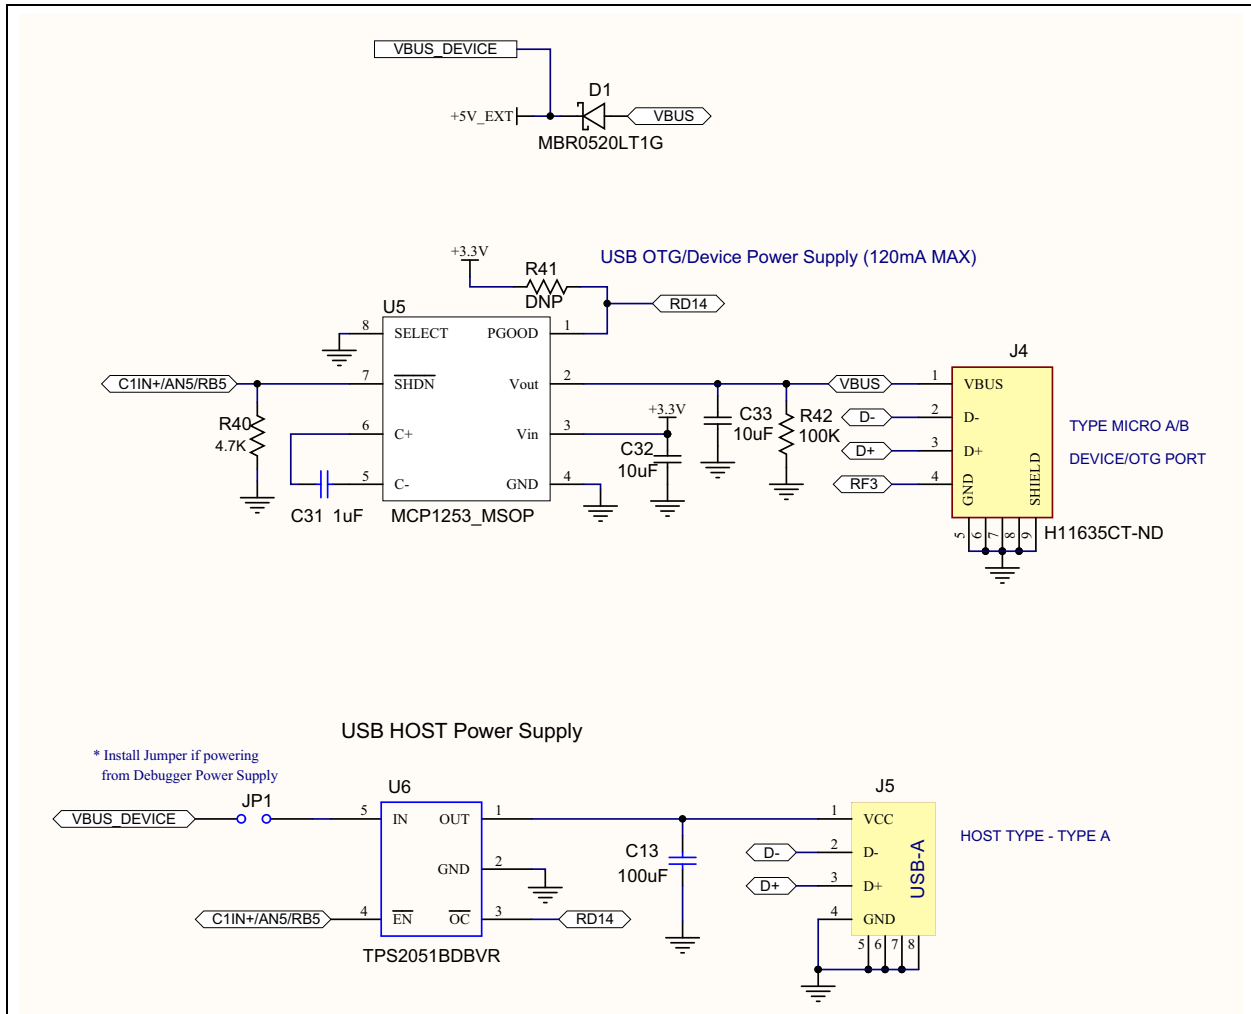 VBUS_DEVICE
D1
+5V_EXT
VBUS
MBR0520LT1G
+3.3V
USB OTG/Device Power Supply (120mA MAX)
R41
DNP
RD14
U5
8 SELECT PGOOD 1
C1IN+/AN5/RB5
7 SHDN Vout 2
VBUS
J4
1 VBUS
R40
4.7K
6 C+ Vin 3
+3.3V
C32
10uF
C33
10uF
R42
100K
D-
2 D-
D+
3 D+
TYPE MICRO A/B
DEVICE/OTG PORT
5 C- GND 4
RF3
4 GND
SHIELD
C31 1uF
MCP1253_MSOP
5 6 7 8 9
H11635CT-ND
USB HOST Power Supply
* Install Jumper if powering
from Debugger Power Supply
U6
J5
VBUS_DEVICE
JP1
5 IN OUT 1
1 VCC
HOST TYPE - TYPE A
C13
100uF
D-
2 D-
GND 2
D+
3 D+
USB-A
C1IN+/AN5/RB5
4 EN OC 3
RD14
4 GND
5 6 7 8
TPS2051BDBVR